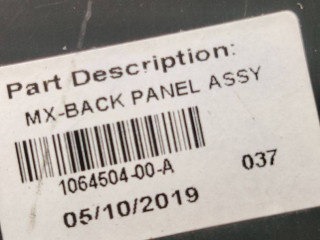 Part Description:
MX-BACK PANEL ASSY
1064504-00-A
037
05/10/2019